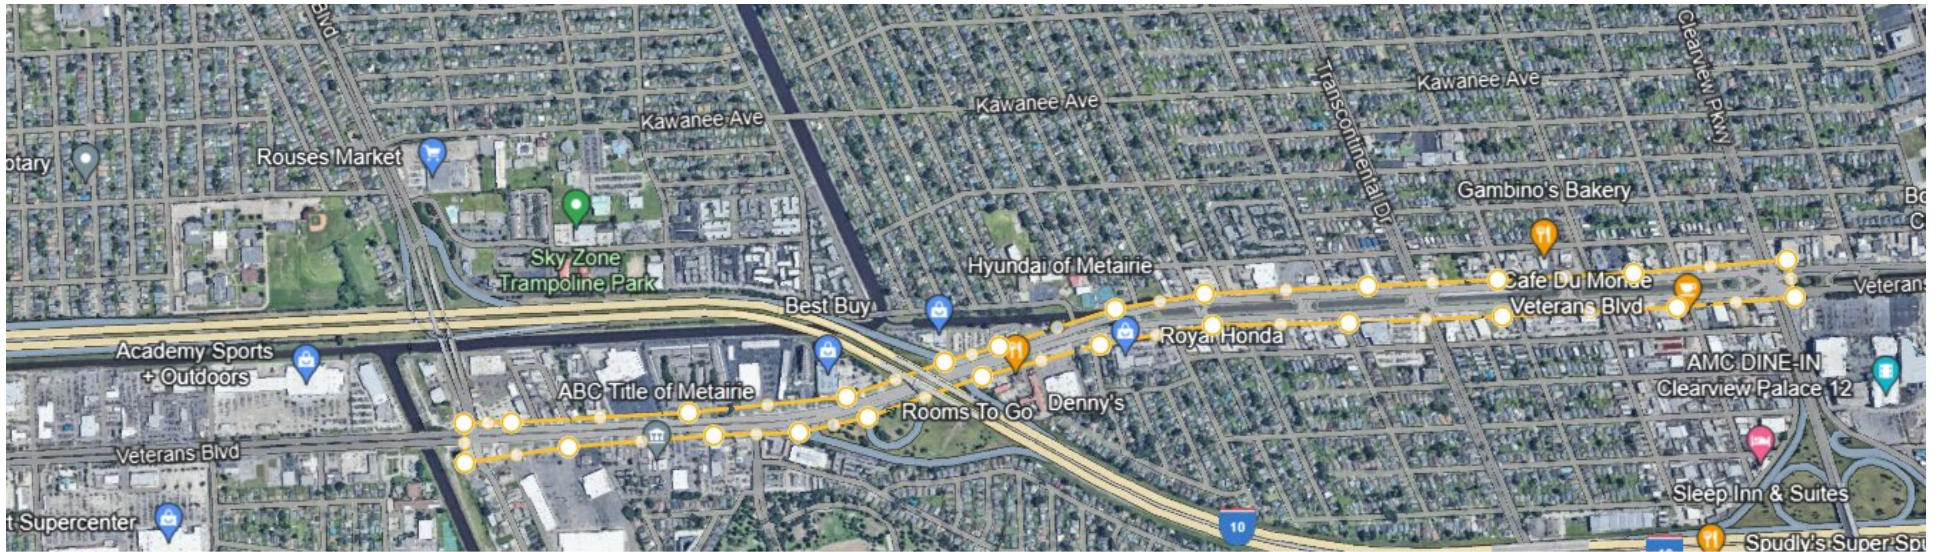 Blvd
Clearview Pkwy
Transcontinental Dr
Kawanee Ave
Kawanee Ave
Kawanee Ave
otary
Rouses Market
Gambino's Bakery
Sky Zone
Trampoline Park
Hyundai of Metairie
Best Buy
Cafe Du Monde
Veterans Blvd
Veterans
Royal Honda
Academy Sports
+ Outdoors
ABC Title of Metairie
AMC DINE-IN
Clearview Palace 12
Rooms To Go
Denny's
Veterans Blvd
Sleep Inn & Suites
t Supercenter
10
Spudly's Super Spu